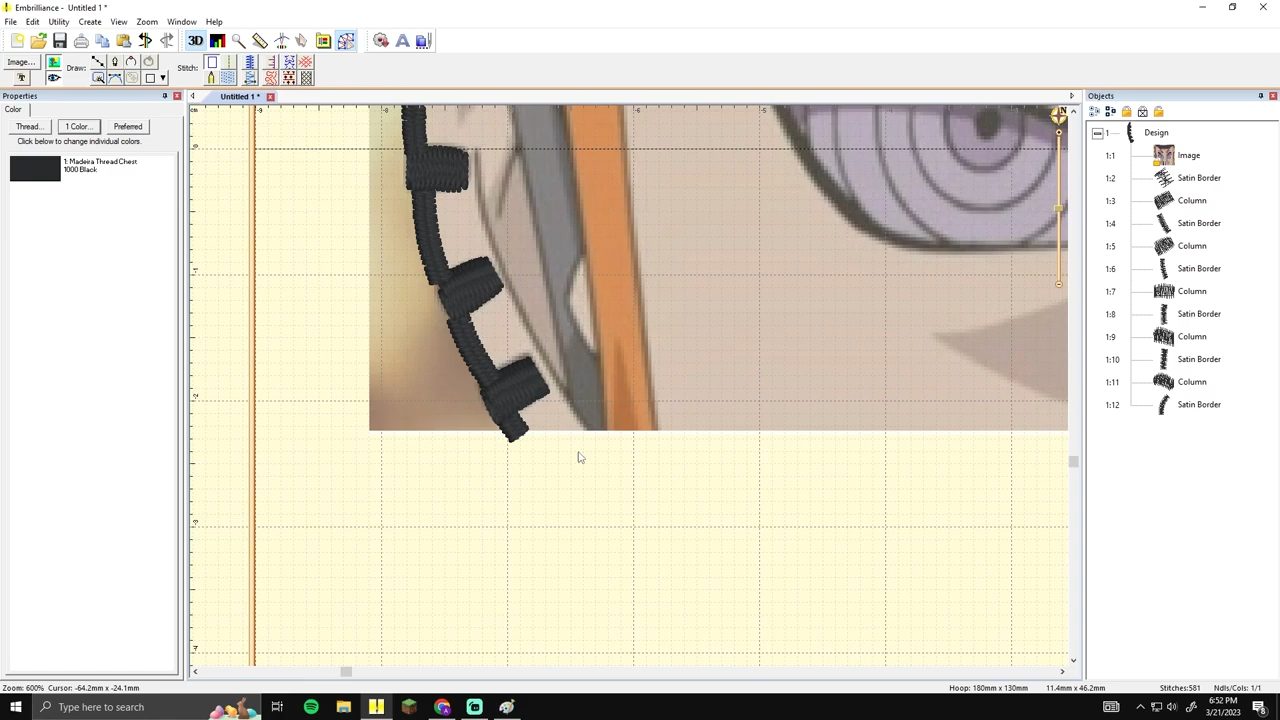 Embrilliance - Untitled 1 *
File Edit Utility Create View Zoom Window Help
3D
Image... Draw: Stitch:
Properties
Untitled 1 *
Objects
Color
Thread... 1 Color... Preferred
Click below to change individual colors.
1: Madeira Thread Chest
1000 Black
1 Design
1:1 Image
1:2 Satin Border
1:3 Column
1:4 Satin Border
1:5 Column
1:6 Satin Border
1:7 Column
1:8 Satin Border
1:9 Column
1:10 Satin Border
1:11 Column
1:12 Satin Border
Zoom: 600% Cursor: -64.2mm x -24.1mm
Hoop: 180mm x 130mm 11.4mm x 46.2mm Stitches:581 Ndls/Cnds: 1/1
Type here to search
6:52 PM
3/21/2023